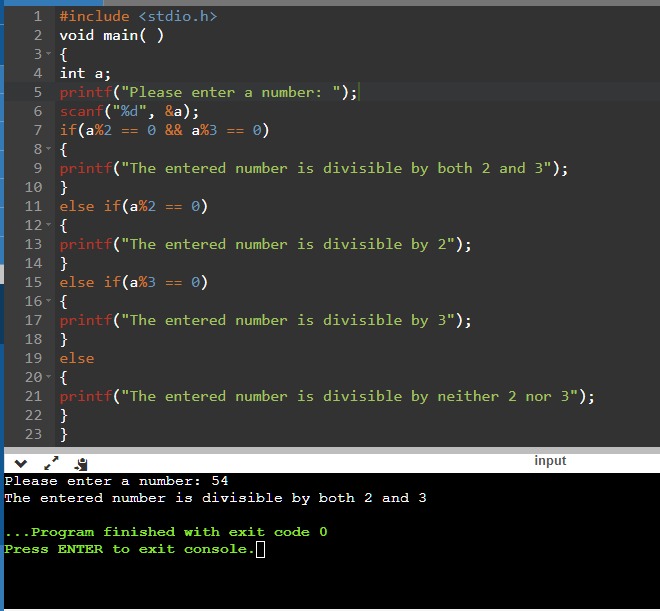 1 #include <stdio.h>
2 void main( )
3 {
4 int a;
5 printf("Please enter a number: ");
6 scanf("%d", &a);
7 if(a%2 == 0 && a%3 == 0)
8 {
9 printf("The entered number is divisible by both 2 and 3");
10 }
11 else if(a%2 == 0)
12 {
13 printf("The entered number is divisible by 2");
14 }
15 else if(a%3 == 0)
16 {
17 printf("The entered number is divisible by 3");
18 }
19 else
20 {
21 printf("The entered number is divisible by neither 2 nor 3");
22 }
23 }
input
Please enter a number: 54
The entered number is divisible by both 2 and 3
...Program finished with exit code 0
Press ENTER to exit console.